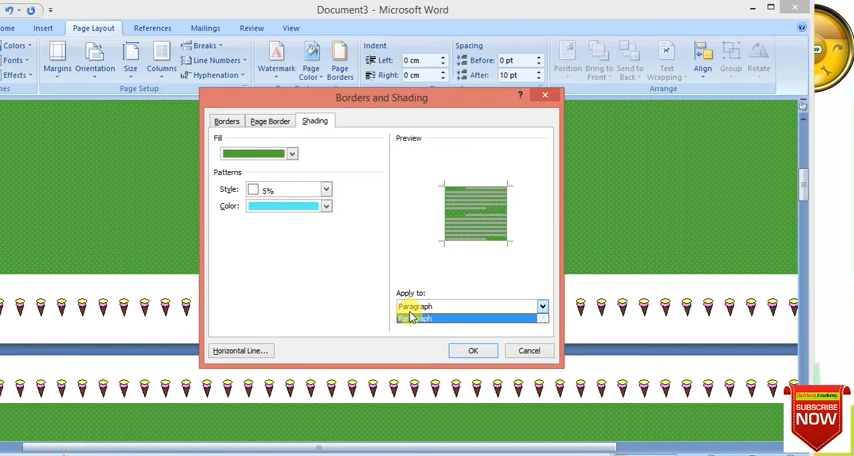 Document3 - Microsoft Word
ome Insert Page Layout References Mailings Review View
Colors
Fonts
Effects
Margins Orientation Size Columns
Breaks
Line Numbers
Hyphenation
Watermark Page Color Page Borders
Indent
Left: 0 cm
Right: 0 cm
Spacing
Before: 0 pt
After: 10 pt
Position Bring to Front Send to Back Text Wrapping Align Group Rotate
Page Setup
Arrange
Borders and Shading
?
Borders Page Border Shading
Fill
Patterns
Style: 5%
Color:
Preview
Apply to:
Paragraph
Horizontal Line...
OK
Cancel
SUBSCRIBE
NOW